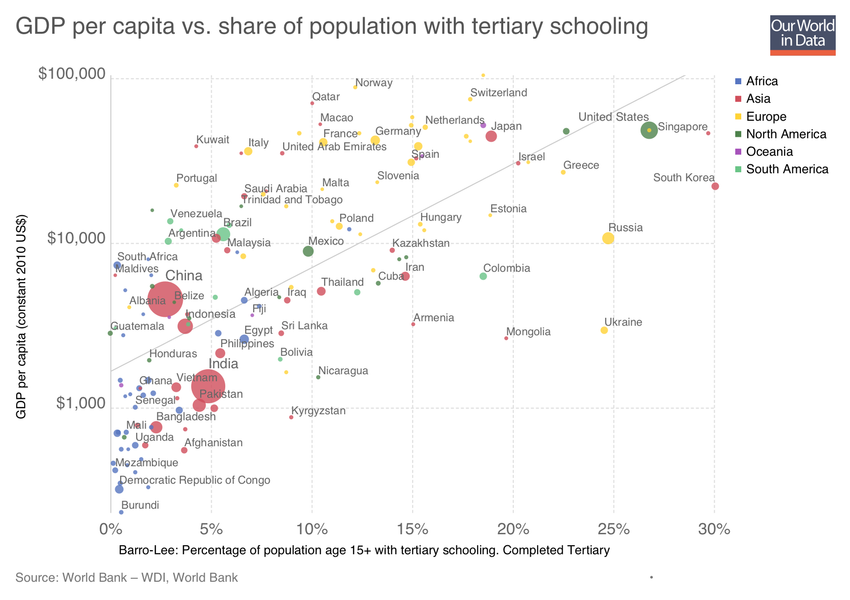 GDP per capita vs. share of population with tertiary schooling
Our World
in Data
$100,000
$10,000
$1,000
GDP per capita (constant 2010 US$)
Africa
Asia
Europe
North America
Oceania
South America
Norway
Switzerland
Qatar
Macao
Netherlands
Japan
United States
Singapore
Kuwait
Italy
France
Germany
United Arab Emirates
Spain
Israel
Greece
South Korea
Portugal
Saudi Arabia
Malta
Slovenia
Trinidad and Tobago
Venezuela
Brazil
Poland
Hungary
Estonia
Russia
Argentina
Malaysia
Mexico
Kazakhstan
South Africa
Maldives
China
Iran
Cuba
Colombia
Albania
Belize
Algeria
Iraq
Thailand
Fiji
Indonesia
Armenia
Guatemala
Egypt
Sri Lanka
Mongolia
Ukraine
Honduras
Philippines
Bolivia
India
Nicaragua
Ghana
Vietnam
Senegal
Pakistan
Bangladesh
Kyrgyzstan
Mali
Uganda
Afghanistan
Mozambique
Democratic Republic of Congo
Burundi
0%
5%
10%
15%
20%
25%
30%
Barro-Lee: Percentage of population age 15+ with tertiary schooling. Completed Tertiary
Source: World Bank – WDI, World Bank